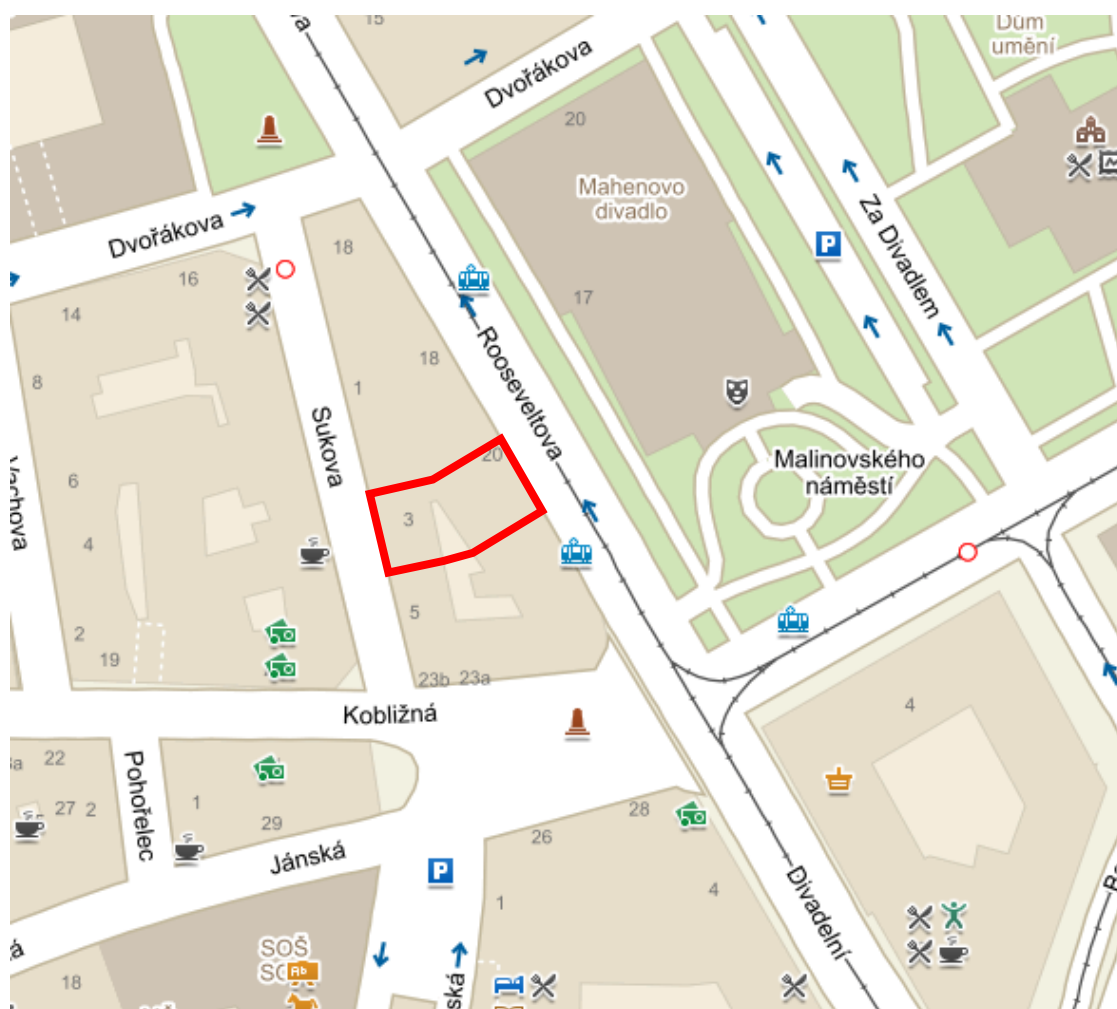 15
Dům
umění
Dvořákova
20
Mahenovo
divadlo
Za Divadlem
P
Dvořákova
18
16
14
17
8
18
1
Rooseveltova
Sukova
20
Malinovského
náměstí
Vachova
6
3
4
5
2
19
23b
23a
Kobližná
4
22
Pohořelec
27
2
1
29
28
26
Jánská
P
Divadelní
1
4
SOŠ
18